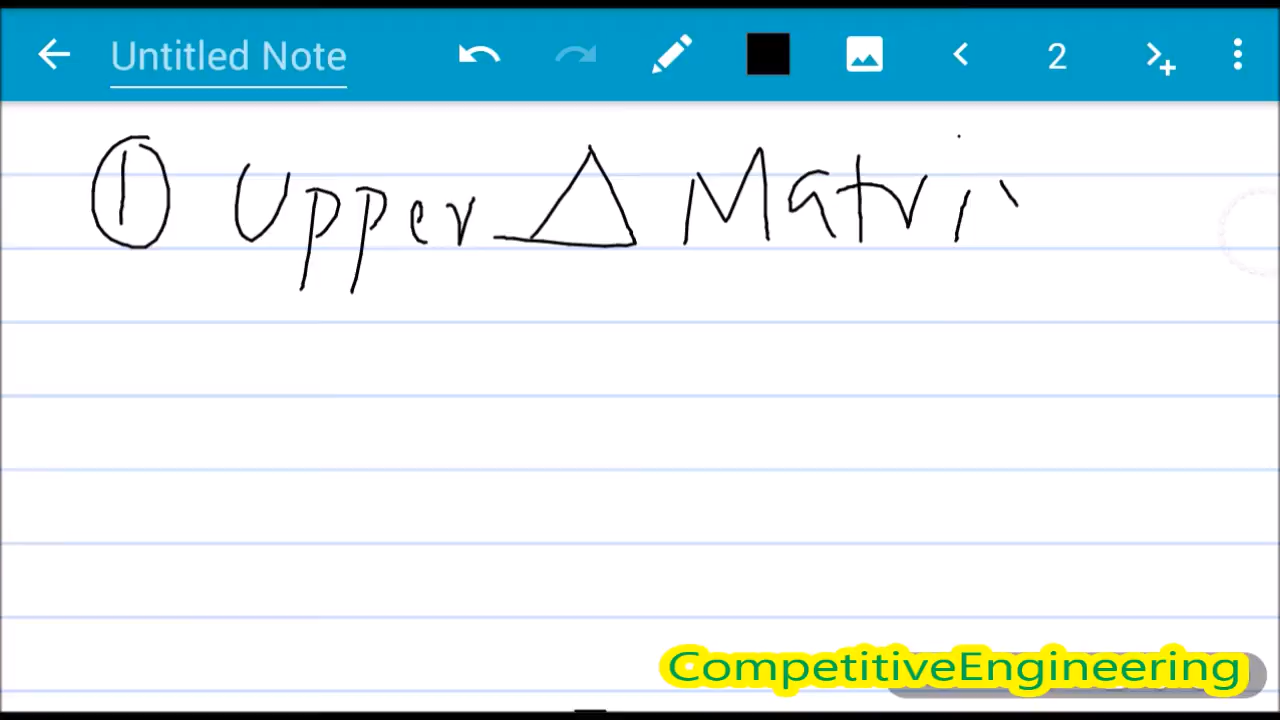 Untitled Note 2
① Upper △ Matri
CompetitiveEngineering